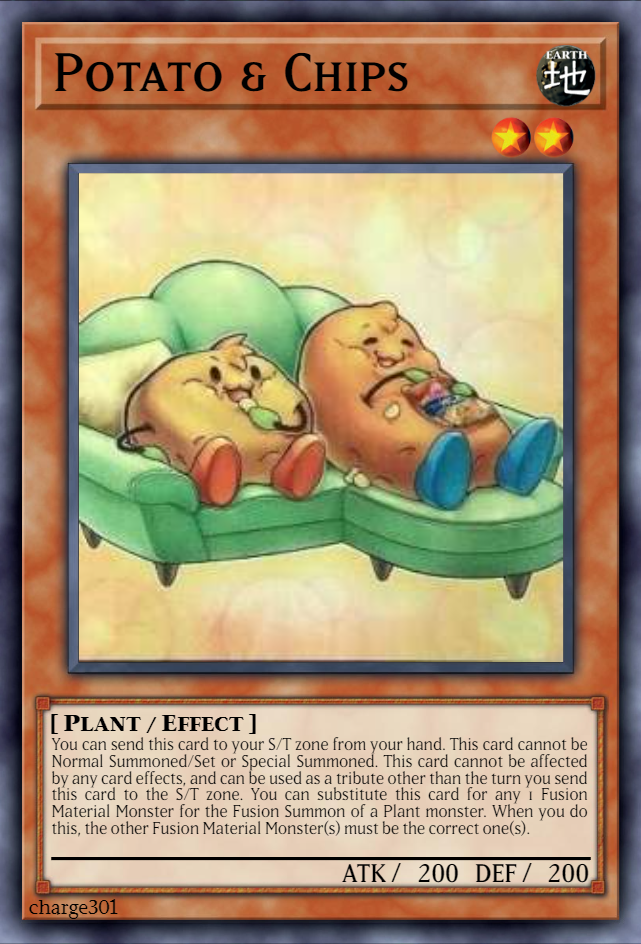 Potato & Chips
EARTH
地
[ Plant / Effect ]
You can send this card to your S/T zone from your hand. This card cannot be
Normal Summoned/Set or Special Summoned. This card cannot be affected
by any card effects, and can be used as a tribute other than the turn you send
this card to the S/T zone. You can substitute this card for any 1 Fusion
Material Monster for the Fusion Summon of a Plant monster. When you do
this, the other Fusion Material Monster(s) must be the correct one(s).
ATK / 200 DEF / 200
charge301